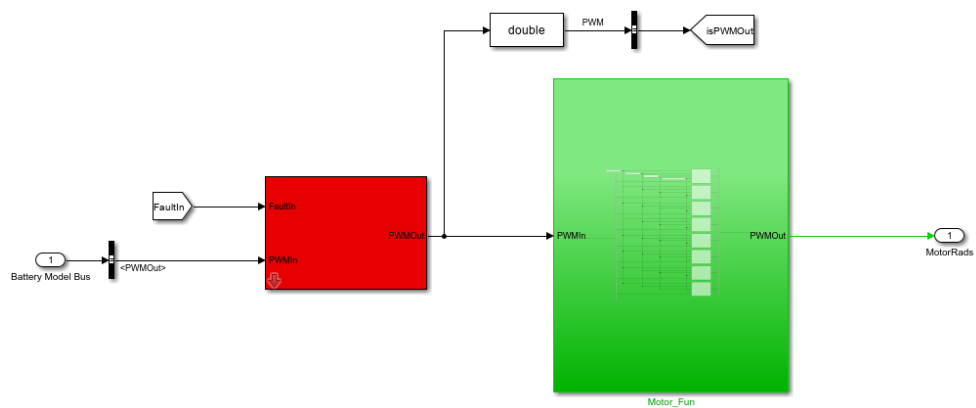 double
PWM
isPWMOut
FaultIn
FaultIn
PWMOut
PWMIn
PWMIn
PWMOut
1
MotorRads
1
Battery Model Bus
<PWMOut>
Motor_Fun